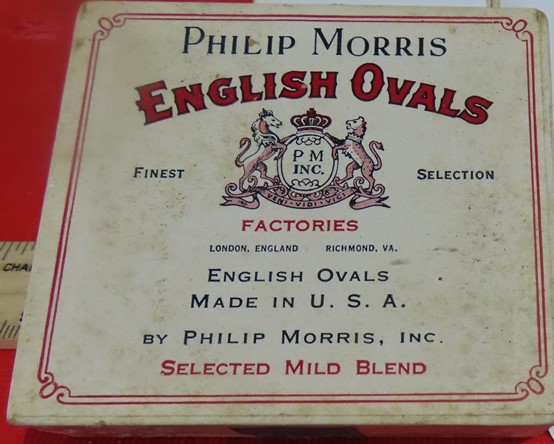 PHILIP MORRIS
ENGLISH OVALS
P M
INC.
FINEST SELECTION
VENI·VIDI·VICI
FACTORIES
LONDON, ENGLAND RICHMOND, VA.
ENGLISH OVALS
MADE IN U. S. A.
BY PHILIP MORRIS, INC.
SELECTED MILD BLEND